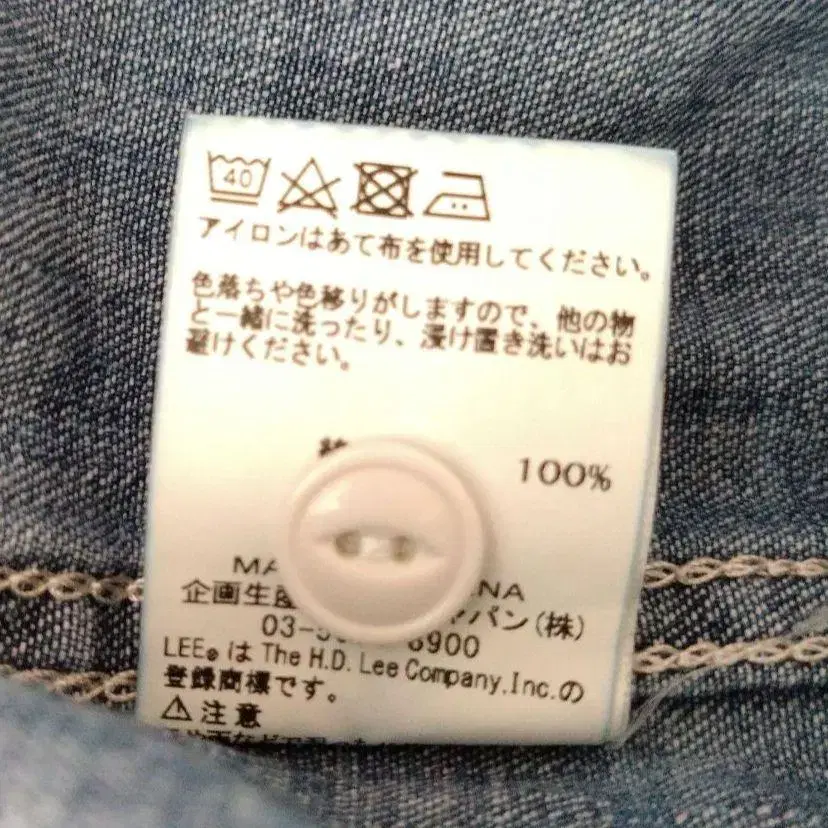 40
アイロンはあて布を使用してください。
色落ちや色移りがしますので、他の物
と一緒に洗ったり、浸け置き洗いはお
避けください。
100%
MA NA
企画生産 パン(株)
03- 6900
LEE®は The H.D. Lee Company,Inc.の
登録商標です。
⚠注意